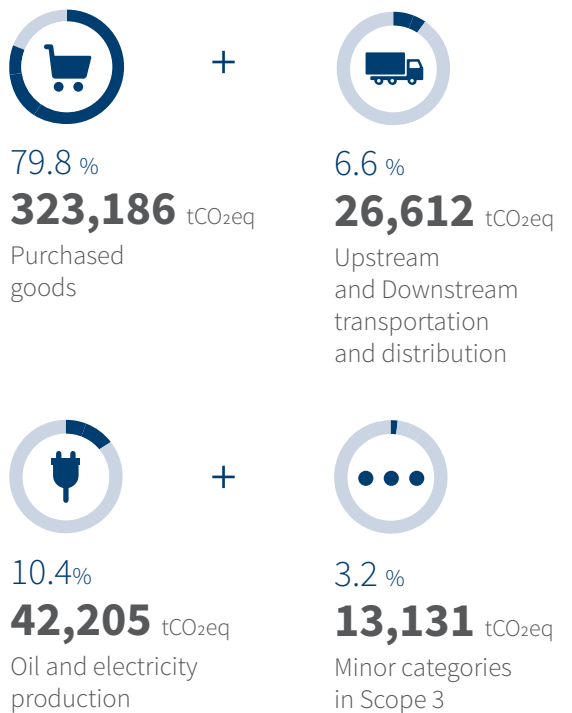 +
79.8 %
323,186 tCO₂eq
Purchased
goods
6.6 %
26,612 tCO₂eq
Upstream
and Downstream
transportation
and distribution
+
10.4%
42,205 tCO₂eq
Oil and electricity
production
3.2 %
13,131 tCO₂eq
Minor categories
in Scope 3